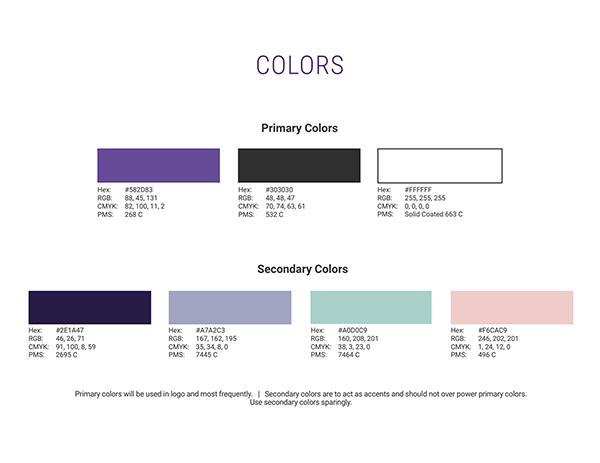 COLORS
Primary Colors
Hex: #582D83
RGB: 88, 45, 131
CMYK: 82, 100, 11, 2
PMS: 268 C
Hex: #303030
RGB: 48, 48, 47
CMYK: 70, 74, 63, 61
PMS: 532 C
Hex: #FFFFFF
RGB: 255, 255, 255
CMYK: 0, 0, 0, 0
PMS: Solid Coated 663 C
Secondary Colors
Hex: #2E1A47
RGB: 46, 26, 71
CMYK: 91, 100, 8, 59
PMS: 2695 C
Hex: #A7A2C3
RGB: 167, 162, 195
CMYK: 35, 34, 8, 0
PMS: 7445 C
Hex: #A0D0C9
RGB: 160, 208, 201
CMYK: 38, 3, 23, 0
PMS: 7464 C
Hex: #F6CAC9
RGB: 246, 202, 201
CMYK: 1, 24, 12, 0
PMS: 496 C
Primary colors will be used in logo and most frequently. | Secondary colors are to act as accents and should not over power primary colors.
Use secondary colors sparingly.